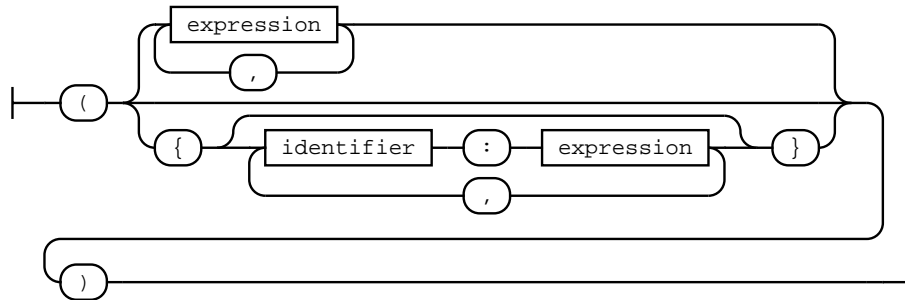 expression
,
(
{ identifier : expression }
,
)